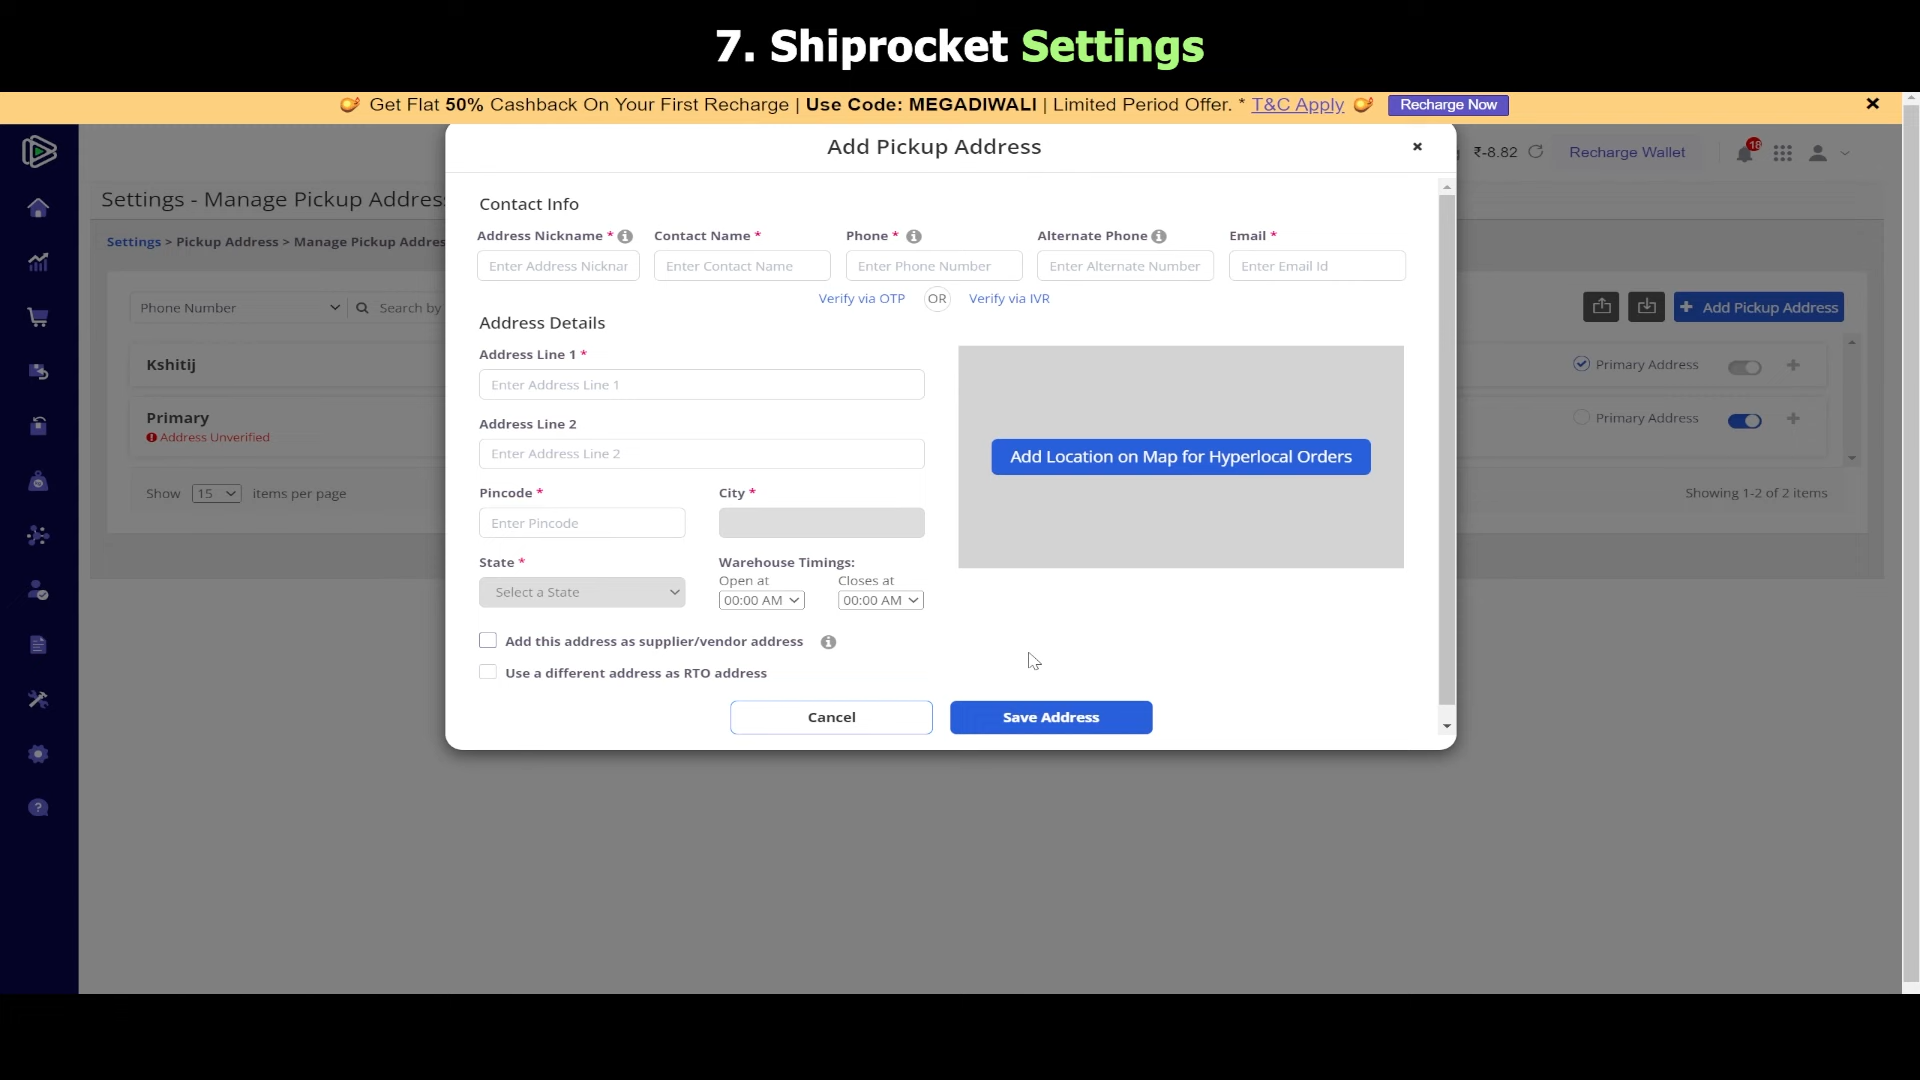 7. Shiprocket Settings
Get Flat 50% Cashback On Your First Recharge | Use Code: MEGADIWALI | Limited Period Offer. * T&C Apply Recharge Now
Add Pickup Address
₹-8.82 Recharge Wallet 18
Settings - Manage Pickup Address
Settings > Pickup Address > Manage Pickup Addre
Contact Info
Address Nickname * Contact Name * Phone * Alternate Phone Email *
Enter Address Nicknar Enter Contact Name Enter Phone Number Enter Alternate Number Enter Email Id
Verify via OTP OR Verify via IVR
Phone Number Search by
+ Add Pickup Address
Address Details
Address Line 1 *
Enter Address Line 1
Kshitij
Primary Address
Address Line 2
Enter Address Line 2
Primary
Address Unverified
Primary Address
Add Location on Map for Hyperlocal Orders
Show 15 items per page
Showing 1-2 of 2 items
Pincode * City *
Enter Pincode
State * Warehouse Timings:
Open at Closes at
Select a State 00:00 AM 00:00 AM
Add this address as supplier/vendor address
Use a different address as RTO address
Cancel Save Address